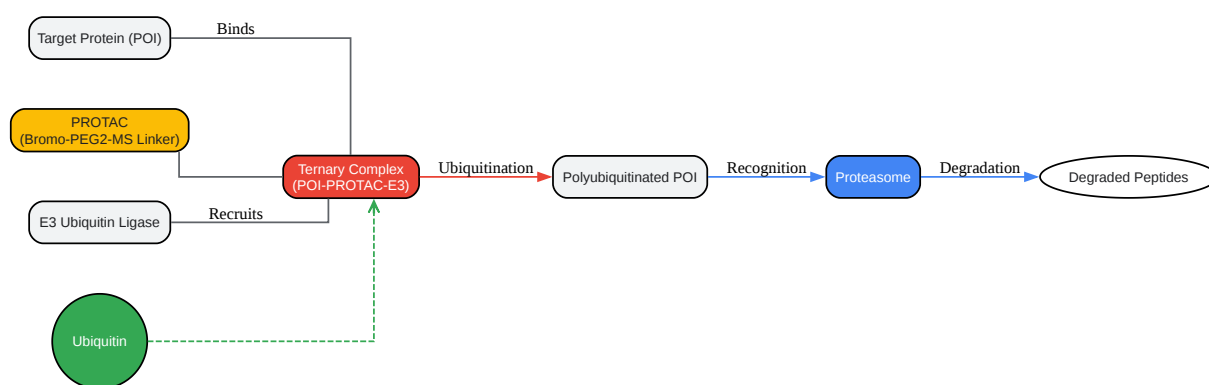 Target Protein (POI)
Binds
PROTAC
(Bromo-PEG2-MS Linker)
Ternary Complex
(POI-PROTAC-E3)
Ubiquitination
Polyubiquitinated POI
Recognition
Proteasome
Degradation
Degraded Peptides
E3 Ubiquitin Ligase
Recruits
Ubiquitin